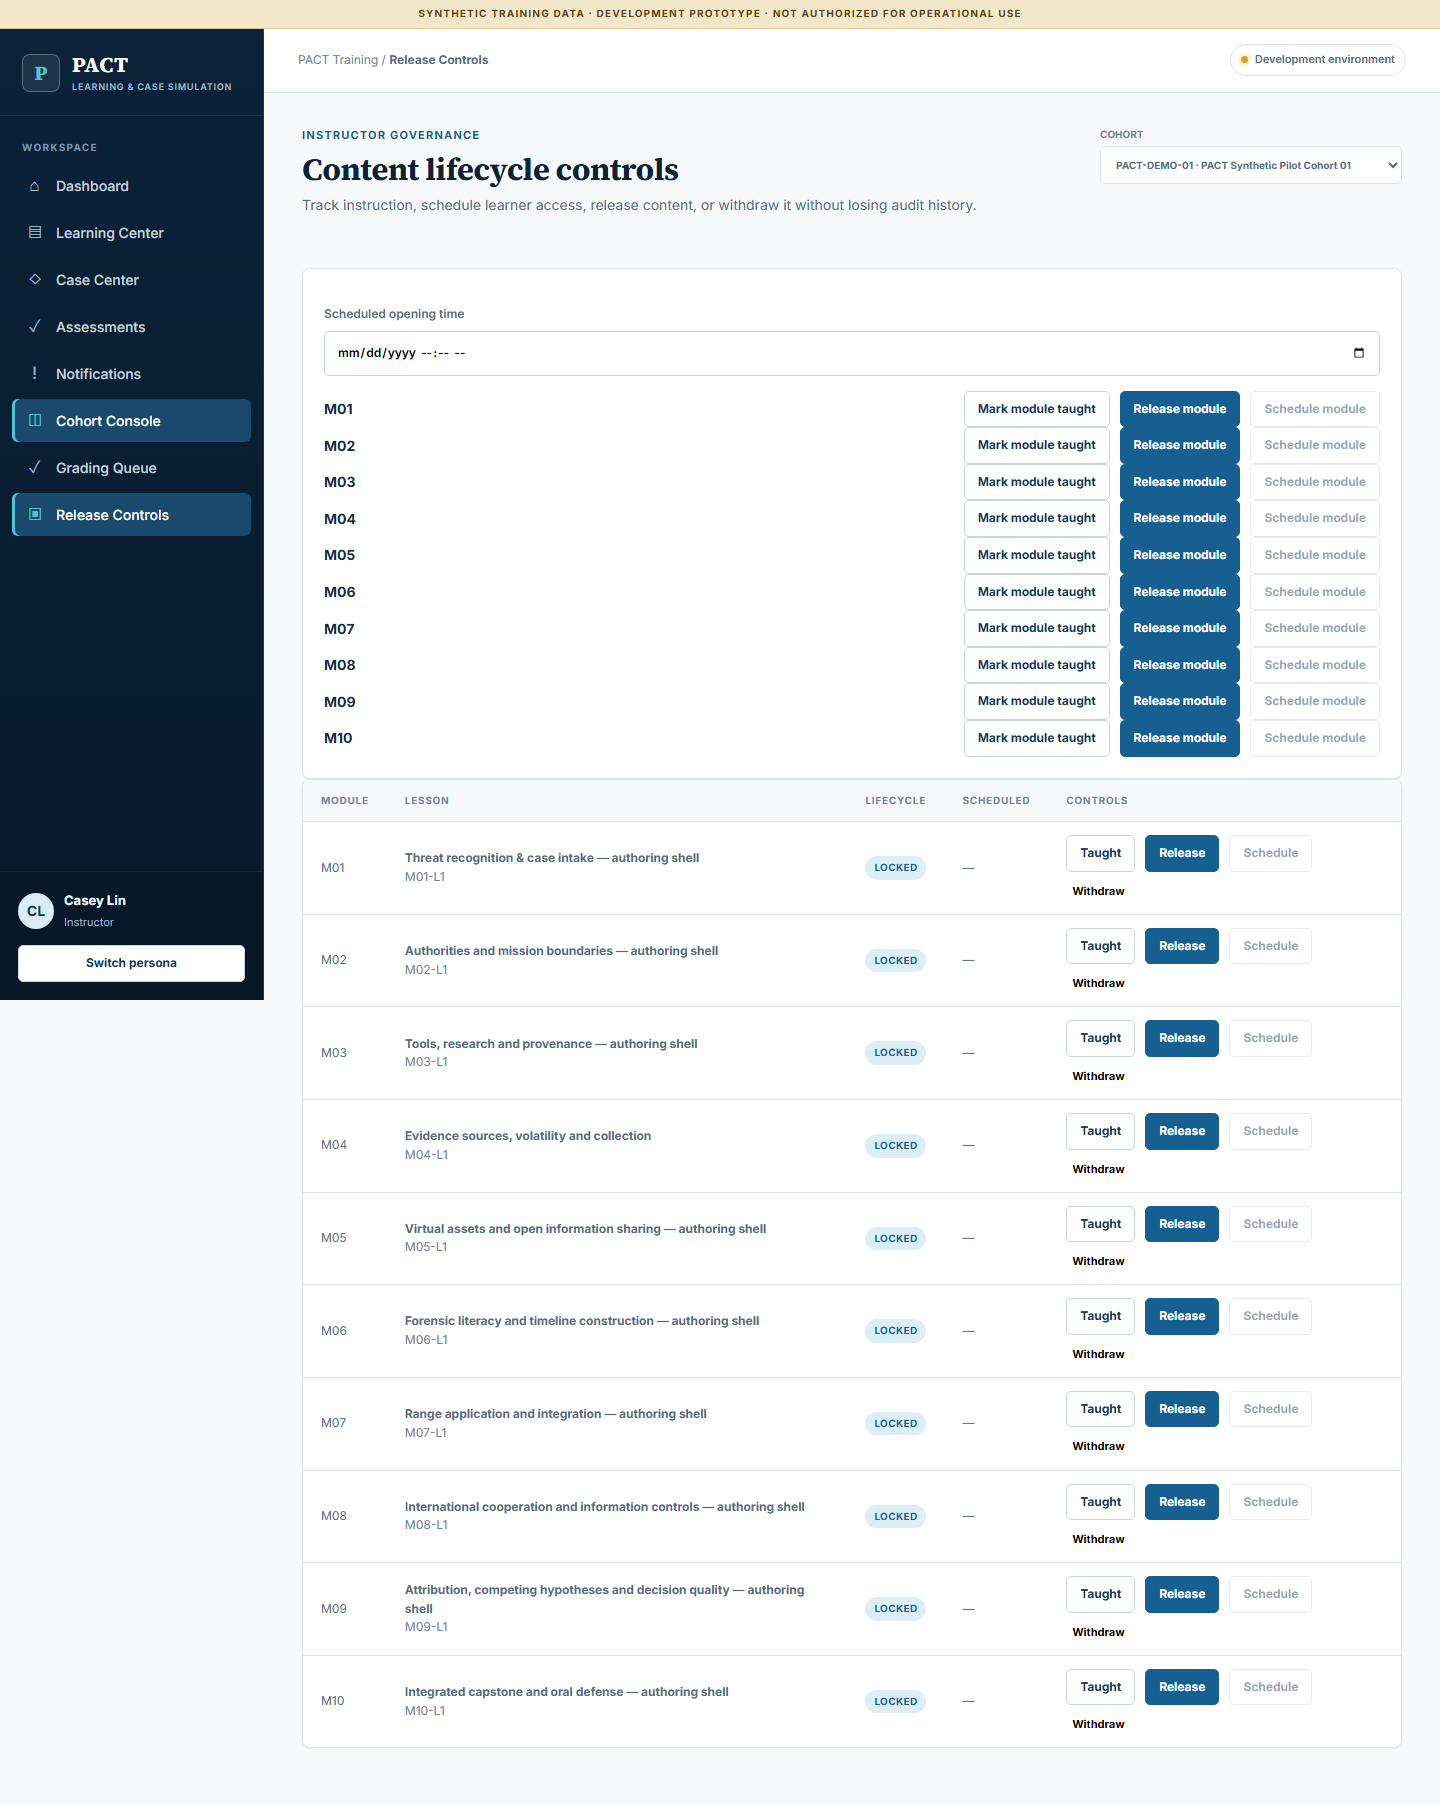 SYNTHETIC TRAINING DATA · DEVELOPMENT PROTOTYPE · NOT AUTHORIZED FOR OPERATIONAL USE
P
PACT
LEARNING & CASE SIMULATION
WORKSPACE
Dashboard
Learning Center
Case Center
Assessments
Notifications
Cohort Console
Grading Queue
Release Controls
CL
Casey Lin
Instructor
Switch persona
PACT Training / Release Controls
Development environment
INSTRUCTOR GOVERNANCE
Content lifecycle controls
Track instruction, schedule learner access, release content, or withdraw it without losing audit history.
COHORT
PACT-DEMO-01 · PACT Synthetic Pilot Cohort 01
Scheduled opening time
mm/dd/yyyy --:-- --
M01 Mark module taught Release module Schedule module
M02 Mark module taught Release module Schedule module
M03 Mark module taught Release module Schedule module
M04 Mark module taught Release module Schedule module
M05 Mark module taught Release module Schedule module
M06 Mark module taught Release module Schedule module
M07 Mark module taught Release module Schedule module
M08 Mark module taught Release module Schedule module
M09 Mark module taught Release module Schedule module
M10 Mark module taught Release module Schedule module
MODULE LESSON LIFECYCLE SCHEDULED CONTROLS
M01 Threat recognition & case intake — authoring shell LOCKED — Taught Release Schedule
M01-L1 Withdraw
M02 Authorities and mission boundaries — authoring shell LOCKED — Taught Release Schedule
M02-L1 Withdraw
M03 Tools, research and provenance — authoring shell LOCKED — Taught Release Schedule
M03-L1 Withdraw
M04 Evidence sources, volatility and collection LOCKED — Taught Release Schedule
M04-L1 Withdraw
M05 Virtual assets and open information sharing — authoring shell LOCKED — Taught Release Schedule
M05-L1 Withdraw
M06 Forensic literacy and timeline construction — authoring shell LOCKED — Taught Release Schedule
M06-L1 Withdraw
M07 Range application and integration — authoring shell LOCKED — Taught Release Schedule
M07-L1 Withdraw
M08 International cooperation and information controls — authoring shell LOCKED — Taught Release Schedule
M08-L1 Withdraw
M09 Attribution, competing hypotheses and decision quality — authoring LOCKED — Taught Release Schedule
shell
M09-L1 Withdraw
M10 Integrated capstone and oral defense — authoring shell LOCKED — Taught Release Schedule
M10-L1 Withdraw